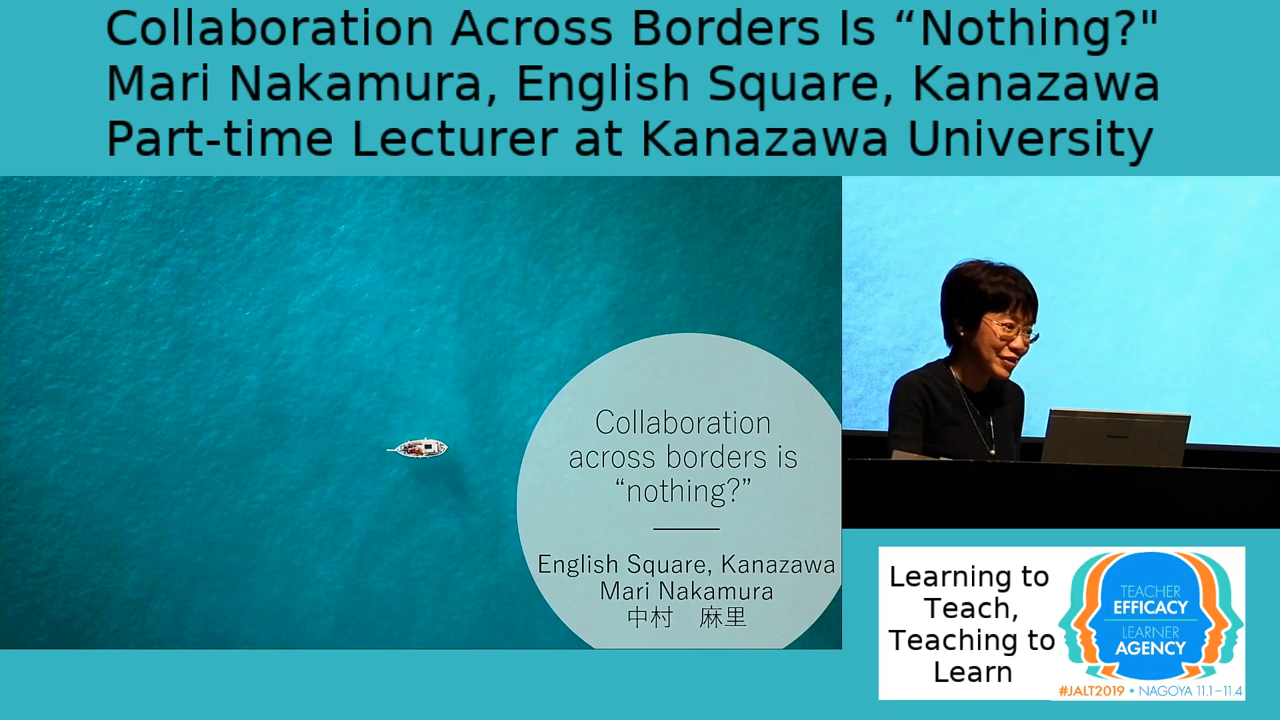 Collaboration Across Borders Is “Nothing?"
Mari Nakamura, English Square, Kanazawa
Part-time Lecturer at Kanazawa University
Collaboration
across borders is
“nothing?”
English Square, Kanazawa
Mari Nakamura
中村　麻里
Learning to
Teach,
Teaching to
Learn
TEACHER
EFFICACY
LEARNER
AGENCY
#JALT2019 • NAGOYA 11.1–11.4